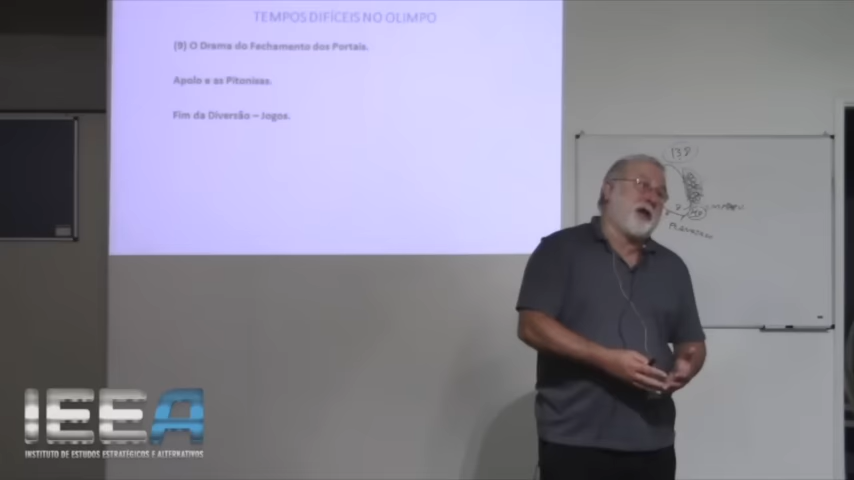 TEMPOS DIFÍCEIS NO OLIMPO
(9) O Drama do Fechamento dos Portais.
Apolo e as Pitonisas.
Fim da Diversão – Jogos.
138
IEEA
INSTITUTO DE ESTUDOS ESTRATÉGICOS E ALTERNATIVOS